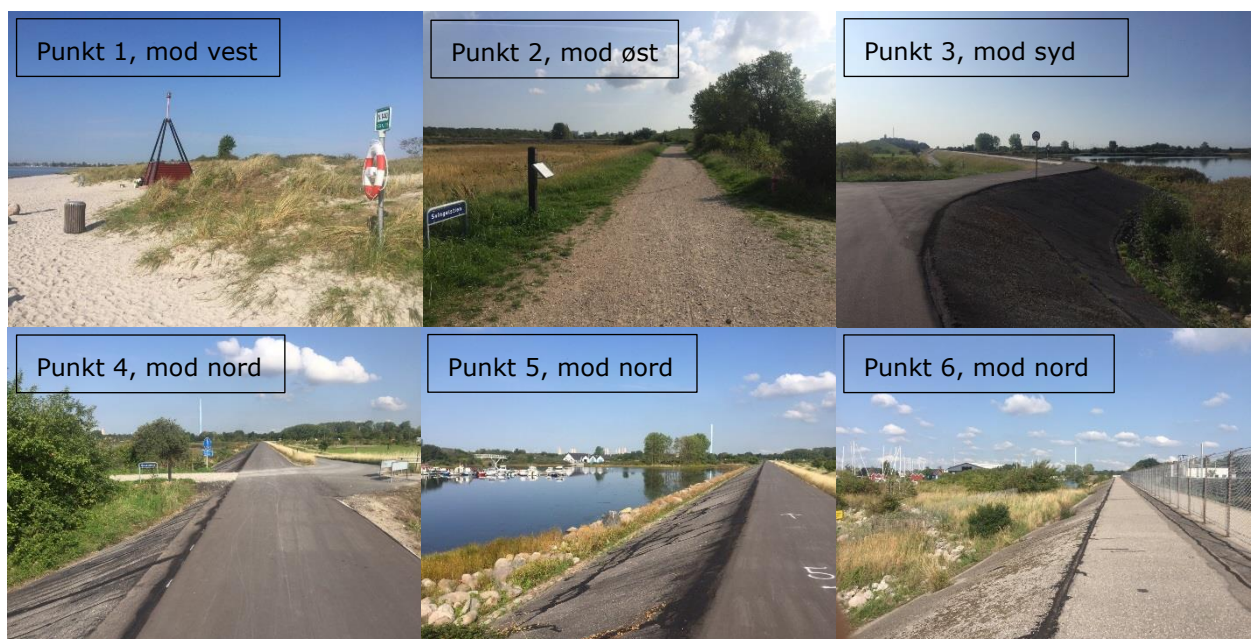 Punkt 1, mod vest
Punkt 2, mod øst
Punkt 3, mod syd
Punkt 4, mod nord
Punkt 5, mod nord
Punkt 6, mod nord